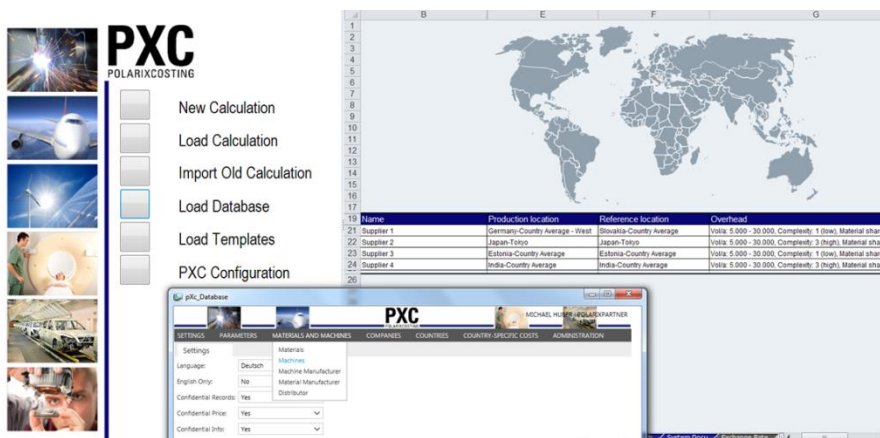 PXC
POLARIXCOSTING
New Calculation
Load Calculation
Import Old Calculation
Load Database
Load Templates
PXC Configuration
B E F G
1
2
3
4
5
6
7
8
9
10
11
12
13
14
15
16
17
19 Name Production location Reference location Overhead
21 Supplier 1 Germany-Country Average - West Slovakia-Country Average Vol/a: 5.000 - 30.000, Complexity: 1 (low), Material shar
22 Supplier 2 Japan-Tokyo Japan-Tokyo Vol/a: 5.000 - 30.000, Complexity: 3 (high), Material sha
23 Supplier 3 Estonia-Country Average Estonia-Country Average Vol/a: 5.000 - 30.000, Complexity: 1 (low), Material shar
24 Supplier 4 India-Country Average India-Country Average Vol/a: 5.000 - 30.000, Complexity: 3 (high), Material sha
26
pXc_Database
PXC
POLARIXCOSTING
MICHAEL HUBER
POLARIXPARTNER
SETTINGS PARAMETERS MATERIALS AND MACHINES COMPANIES COUNTRIES COUNTRY-SPECIFIC COSTS ADMINISTRATION
Settings
Materials
Machines
Machine Manufacturer
Material Manufacturer
Distributor
Language: Deutsch
English Only: No
Confidential Records: Yes
Confidential Price: Yes
Confidential Info: Yes
System Docu Exchange Rate